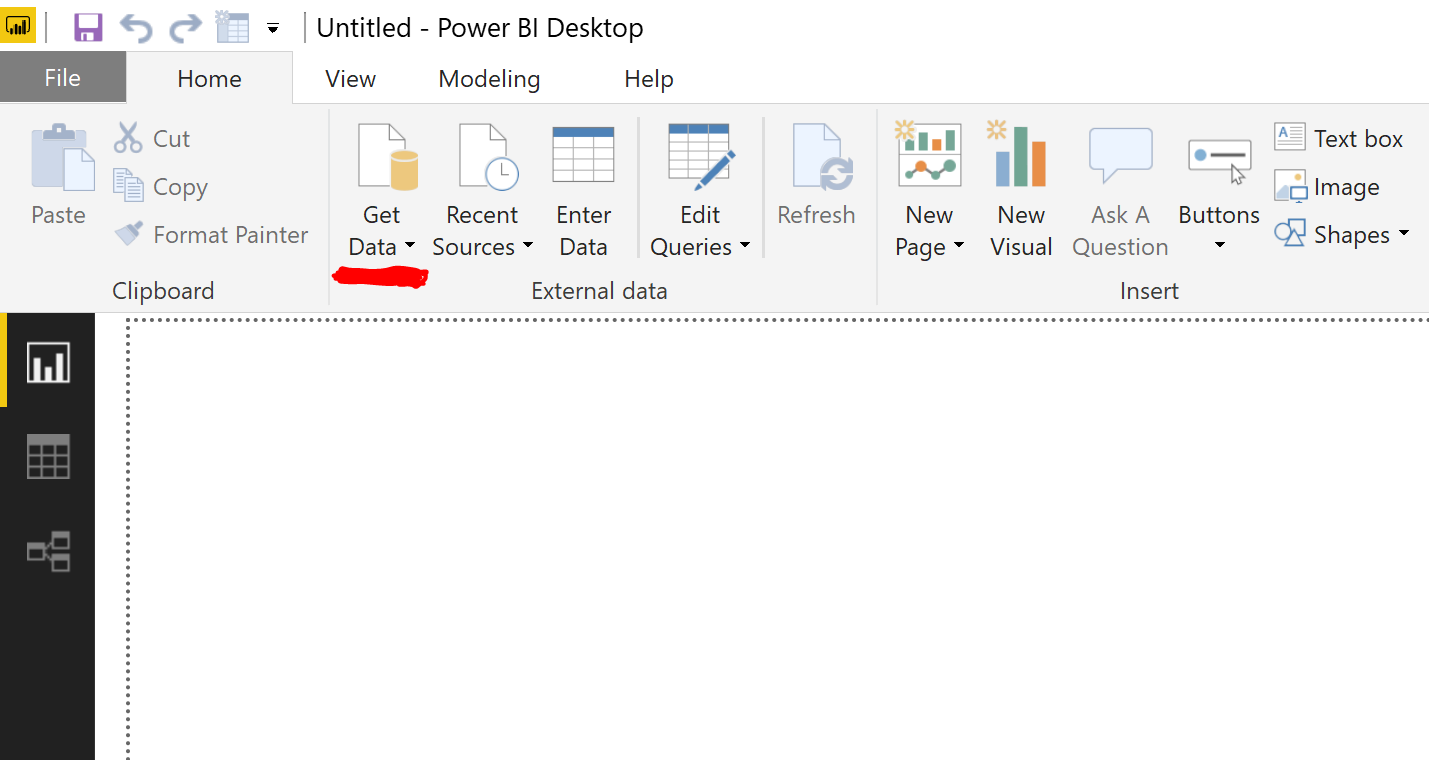 Untitled - Power BI Desktop
File
Home
View
Modeling
Help
Paste
Cut
Copy
Format Painter
Clipboard
Get
Data
Recent
Sources
Enter
Data
Edit
Queries
Refresh
External data
New
Page
New
Visual
Ask A
Question
Buttons
Text box
Image
Shapes
Insert